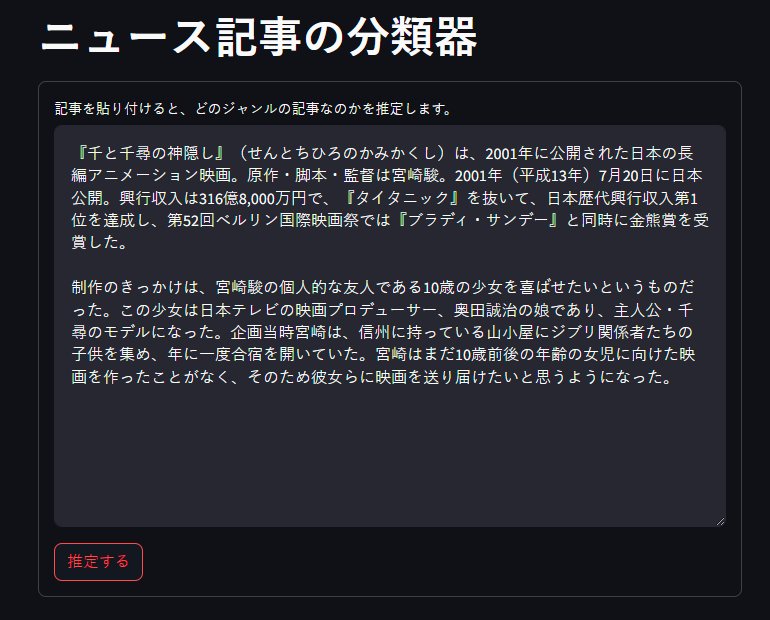 ニュース記事の分類器
記事を貼り付けると、どのジャンルの記事なのかを推定します。
『千と千尋の神隠し』（せんとちひろのかみかくし）は、2001年に公開された日本の長
編アニメーション映画。原作・脚本・監督は宮崎駿。2001年（平成13年）7月20日に日本
公開。興行収入は316億8,000万円で、『タイタニック』を抜いて、日本歴代興行収入第1
位を達成し、第52回ベルリン国際映画祭では『ブラディ・サンデー』と同時に金熊賞を受
賞した。
制作のきっかけは、宮崎駿の個人的な友人である10歳の少女を喜ばせたいというものだ
った。この少女は日本テレビの映画プロデューサー、奥田誠治の娘であり、主人公・千
尋のモデルになった。企画当時宮崎は、信州に持っている山小屋にジブリ関係者たちの
子供を集め、年に一度合宿を開いていた。宮崎はまだ10歳前後の年齢の女児に向けた映
画を作ったことがなく、そのため彼女らに映画を送り届けたいと思うようになった。
推定する